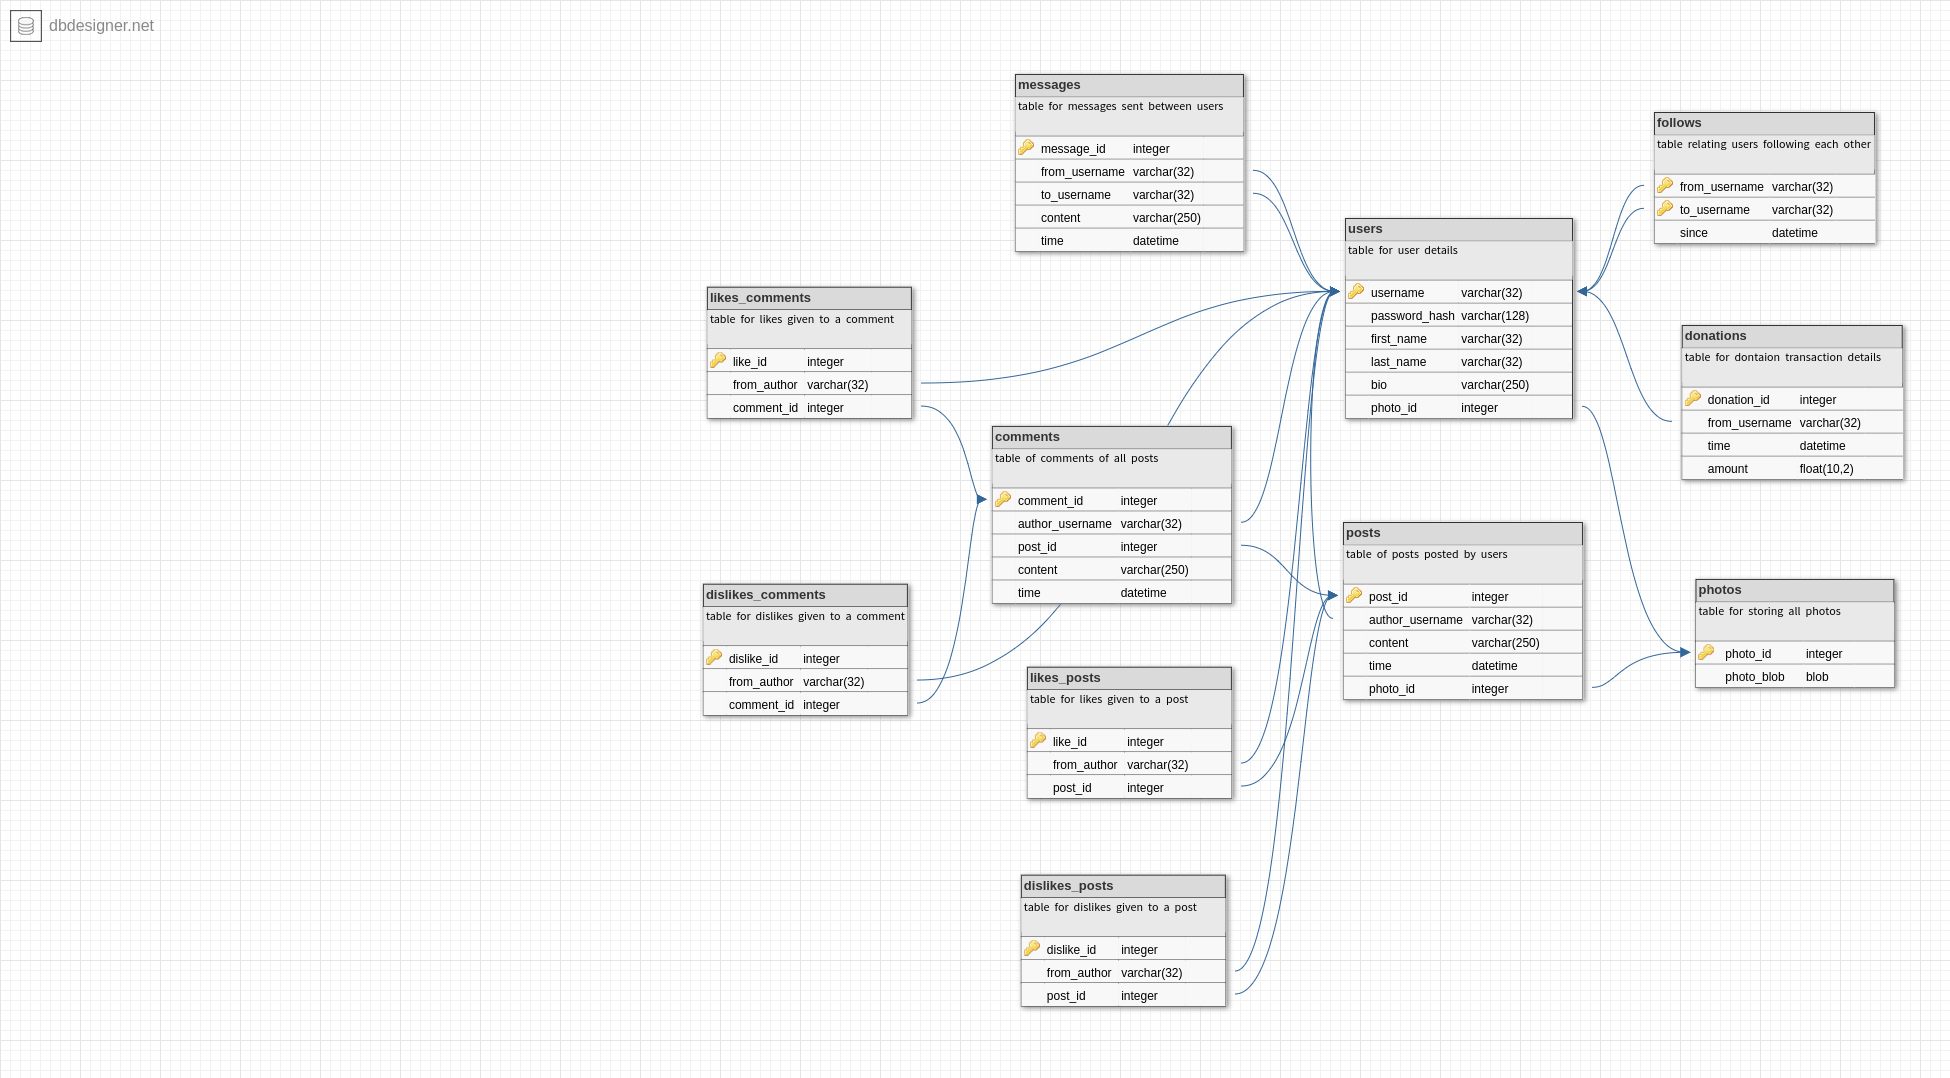 dbdesigner.net
messages
table for messages sent between users
message_id integer
from_username varchar(32)
to_username varchar(32)
content varchar(250)
time datetime
follows
table relating users following each other
from_username varchar(32)
to_username varchar(32)
since datetime
users
table for user details
username varchar(32)
password_hash varchar(128)
first_name varchar(32)
last_name varchar(32)
bio varchar(250)
photo_id integer
likes_comments
table for likes given to a comment
like_id integer
from_author varchar(32)
comment_id integer
donations
table for dontaion transaction details
donation_id integer
from_username varchar(32)
time datetime
amount float(10,2)
comments
table of comments of all posts
comment_id integer
author_username varchar(32)
post_id integer
content varchar(250)
time datetime
posts
table of posts posted by users
post_id integer
author_username varchar(32)
content varchar(250)
time datetime
photo_id integer
photos
table for storing all photos
photo_id integer
photo_blob blob
dislikes_comments
table for dislikes given to a comment
dislike_id integer
from_author varchar(32)
comment_id integer
likes_posts
table for likes given to a post
like_id integer
from_author varchar(32)
post_id integer
dislikes_posts
table for dislikes given to a post
dislike_id integer
from_author varchar(32)
post_id integer